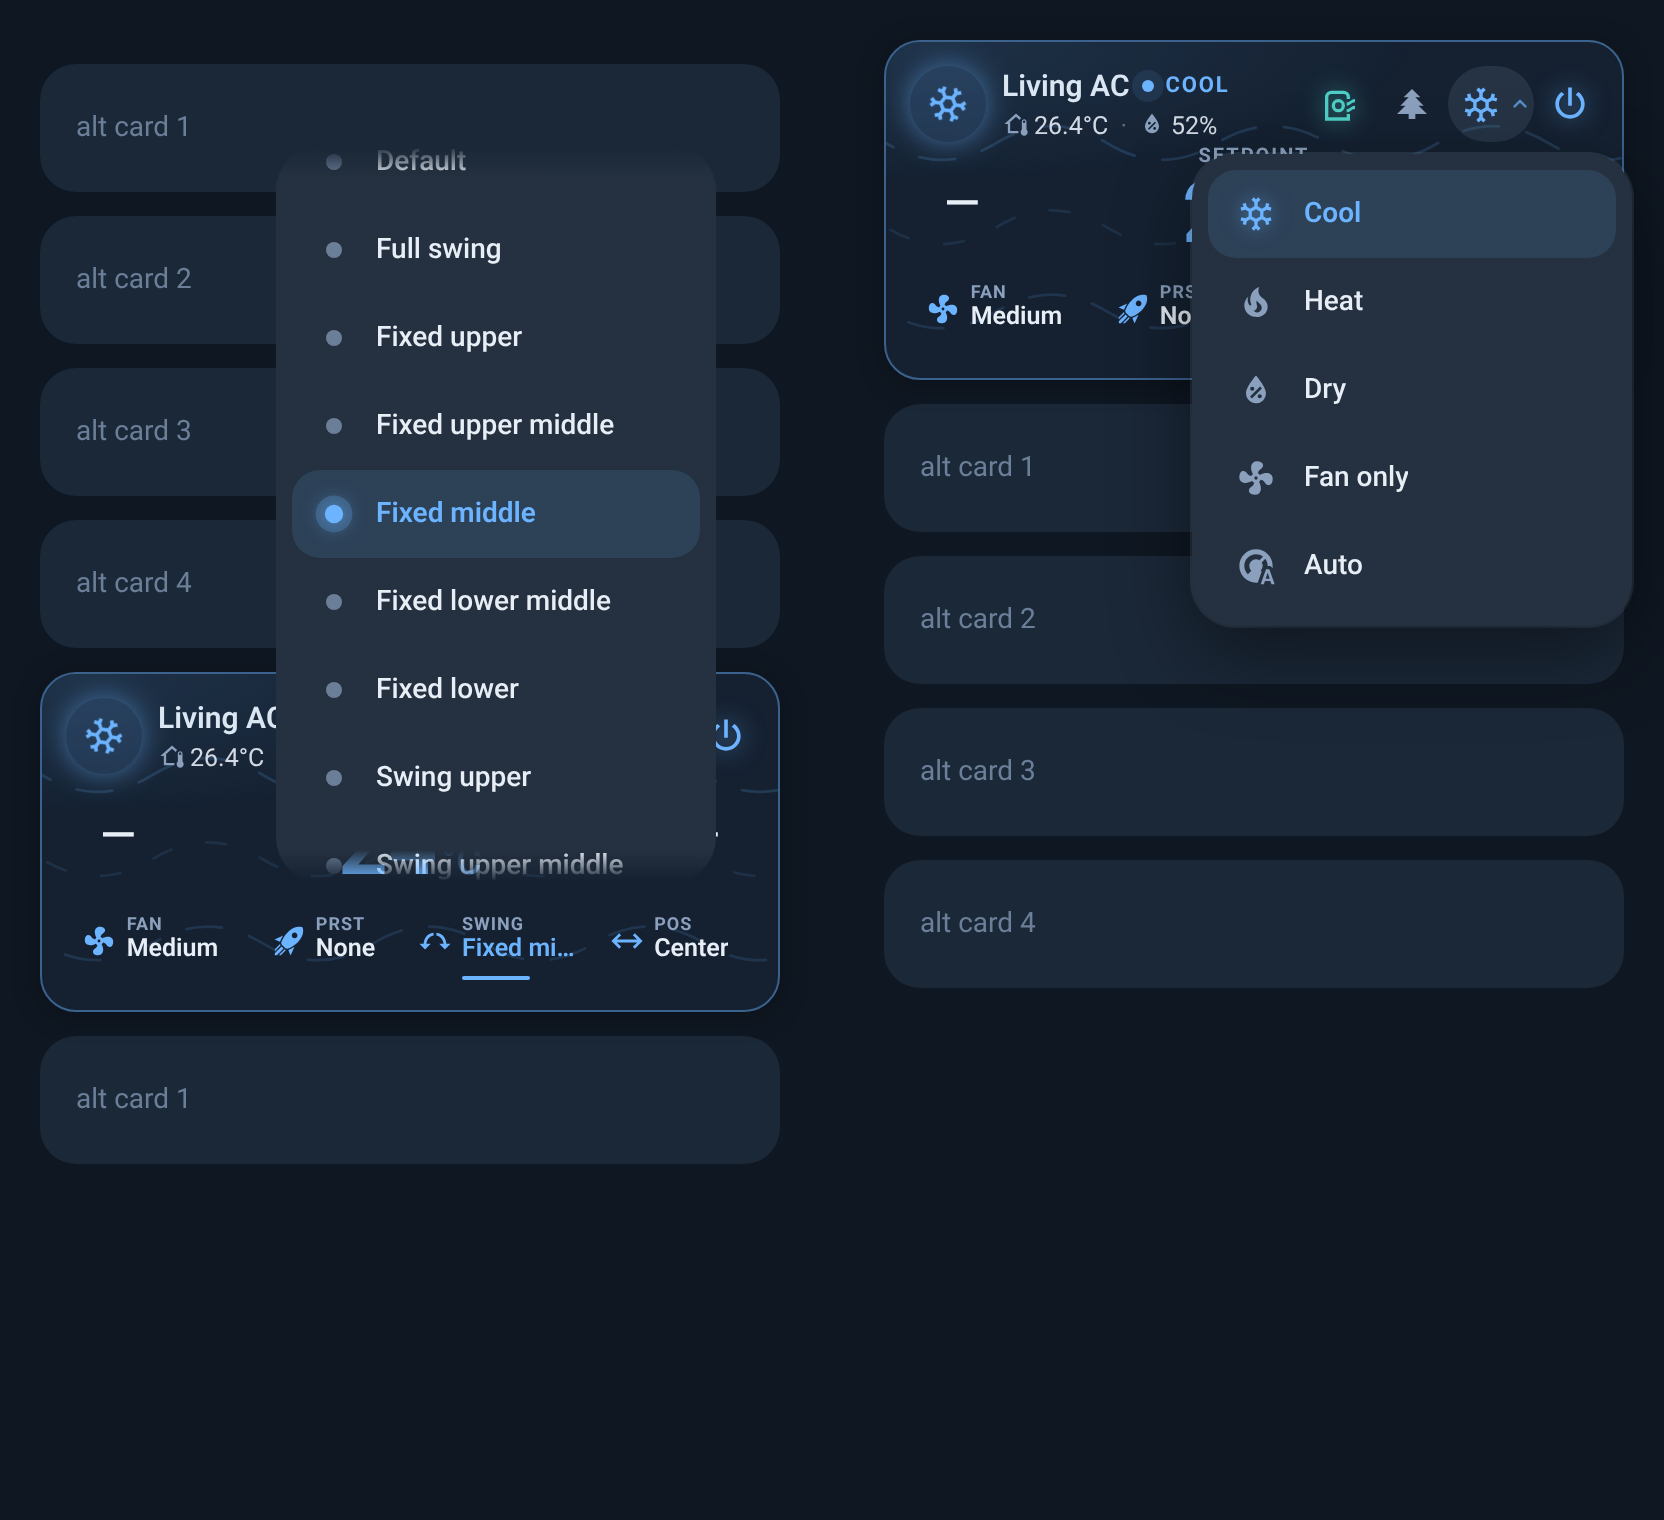 alt card 1
alt card 2
alt card 3
alt card 4
Default
Full swing
Fixed upper
Fixed upper middle
Fixed middle
Fixed lower middle
Fixed lower
Swing upper
Swing upper middle
Living AC
26.4°C
FAN
Medium
PRST
None
SWING
Fixed mi...
POS
Center
alt card 1
Living AC COOL
26.4°C · 52%
SETPOINT
FAN
Medium
Cool
Heat
Dry
Fan only
Auto
alt card 1
alt card 2
alt card 3
alt card 4